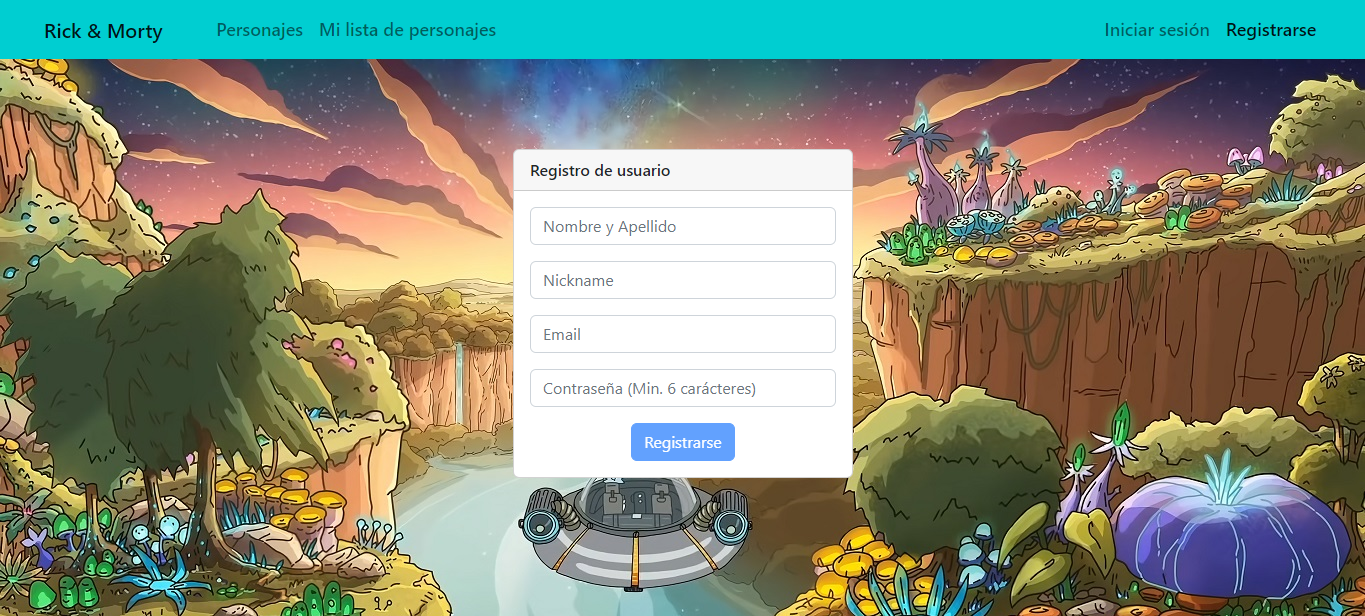 Rick & Morty Personajes Mi lista de personajes Iniciar sesión Registrarse
Registro de usuario
Nombre y Apellido
Nickname
Email
Contraseña (Min. 6 carácteres)
Registrarse